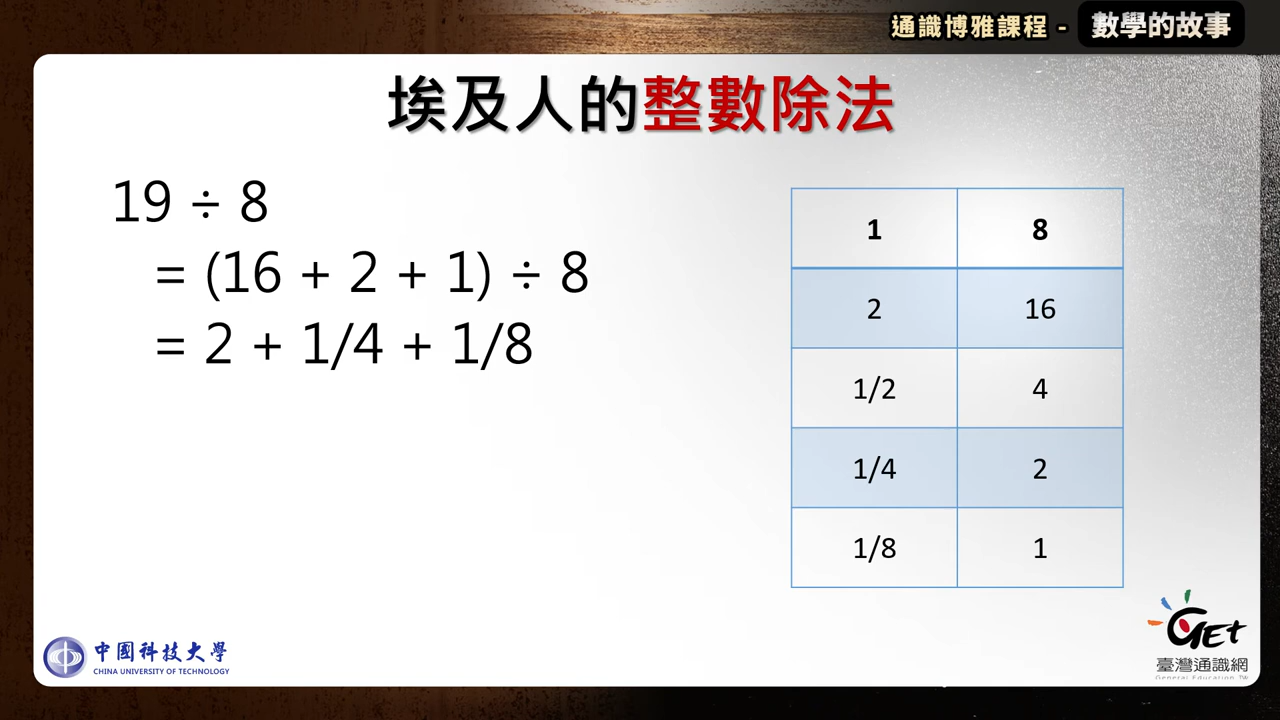 通識博雅課程 - 數學的故事
埃及人的整數除法
19 ÷ 8
= (16 + 2 + 1) ÷ 8
= 2 + 1/4 + 1/8
1 8
2 16
1/2 4
1/4 2
1/8 1
中國科技大學
CHINA UNIVERSITY OF TECHNOLOGY
GET
臺灣通識網
General Education TW